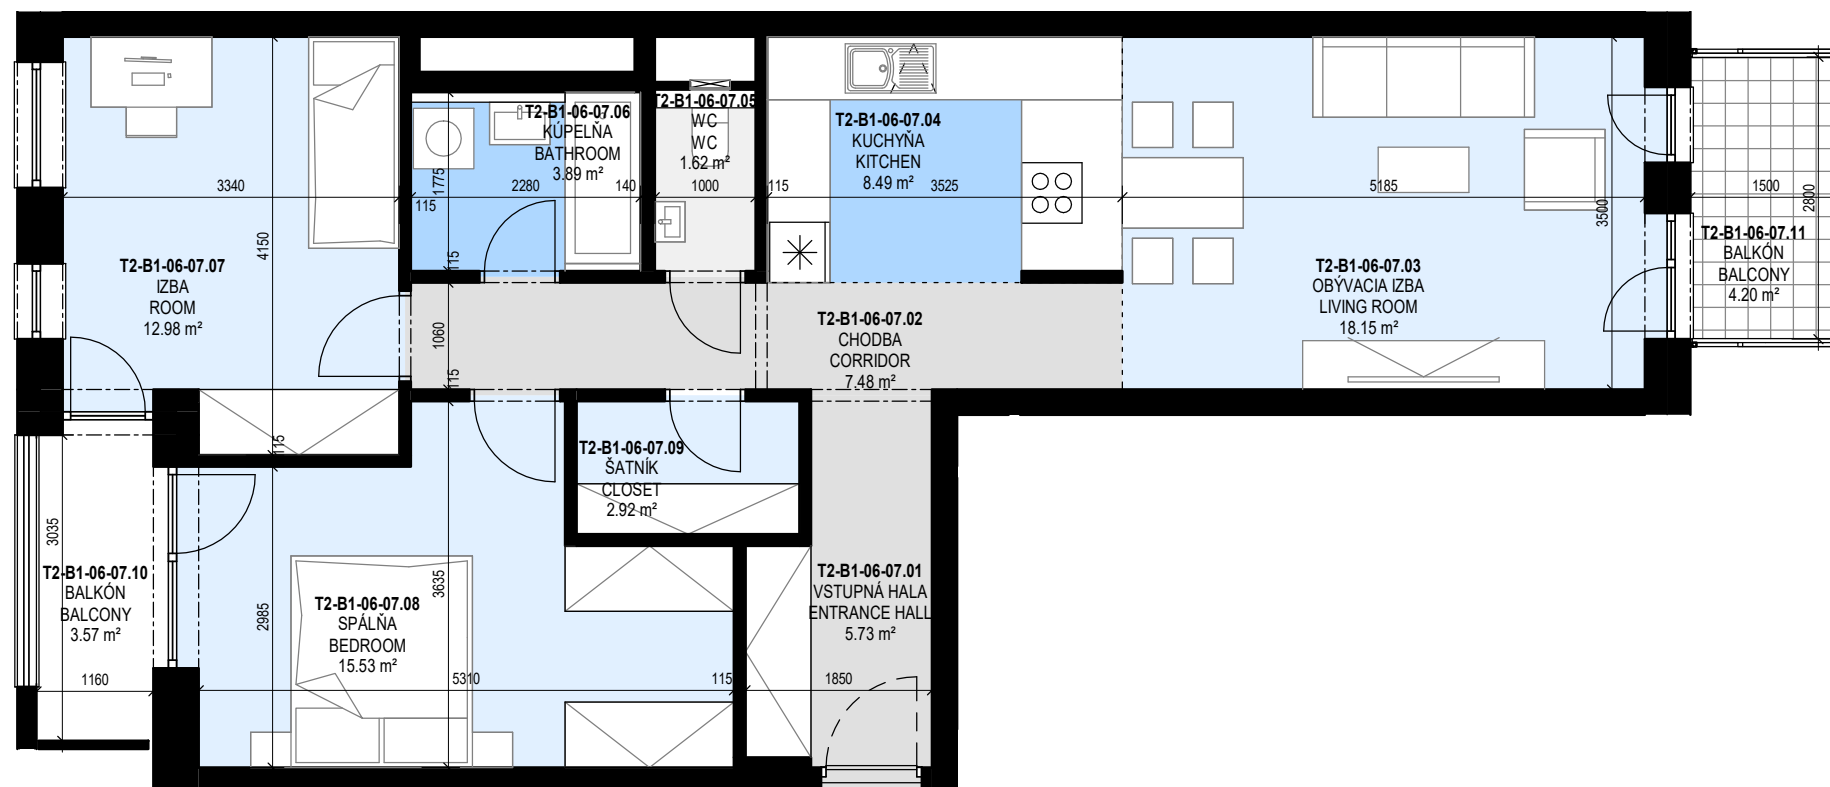 T2-B1-06-07.06
KÚPEĽŇA
BATHROOM
3.89 m²
T2-B1-06-07.05
WC
WC
1.62 m²
T2-B1-06-07.04
KUCHYŇA
KITCHEN
8.49 m²
3340
1775
2280
140
115
1000
115
3525
5185
3500
1500
2800
4150
T2-B1-06-07.07
IZBA
ROOM
12.98 m²
115
T2-B1-06-07.03
OBÝVACIA IZBA
LIVING ROOM
18.15 m²
T2-B1-06-07.11
BALKÓN
BALCONY
4.20 m²
1060
T2-B1-06-07.02
CHODBA
CORRIDOR
7.48 m²
115
115
T2-B1-06-07.09
ŠATNÍK
CLOSET
2.92 m²
3035
T2-B1-06-07.10
BALKÓN
BALCONY
3.57 m²
2985
T2-B1-06-07.08
SPÁLŇA
BEDROOM
15.53 m²
3635
T2-B1-06-07.01
VSTUPNÁ HALA
ENTRANCE HALL
5.73 m²
1160
5310
115
1850